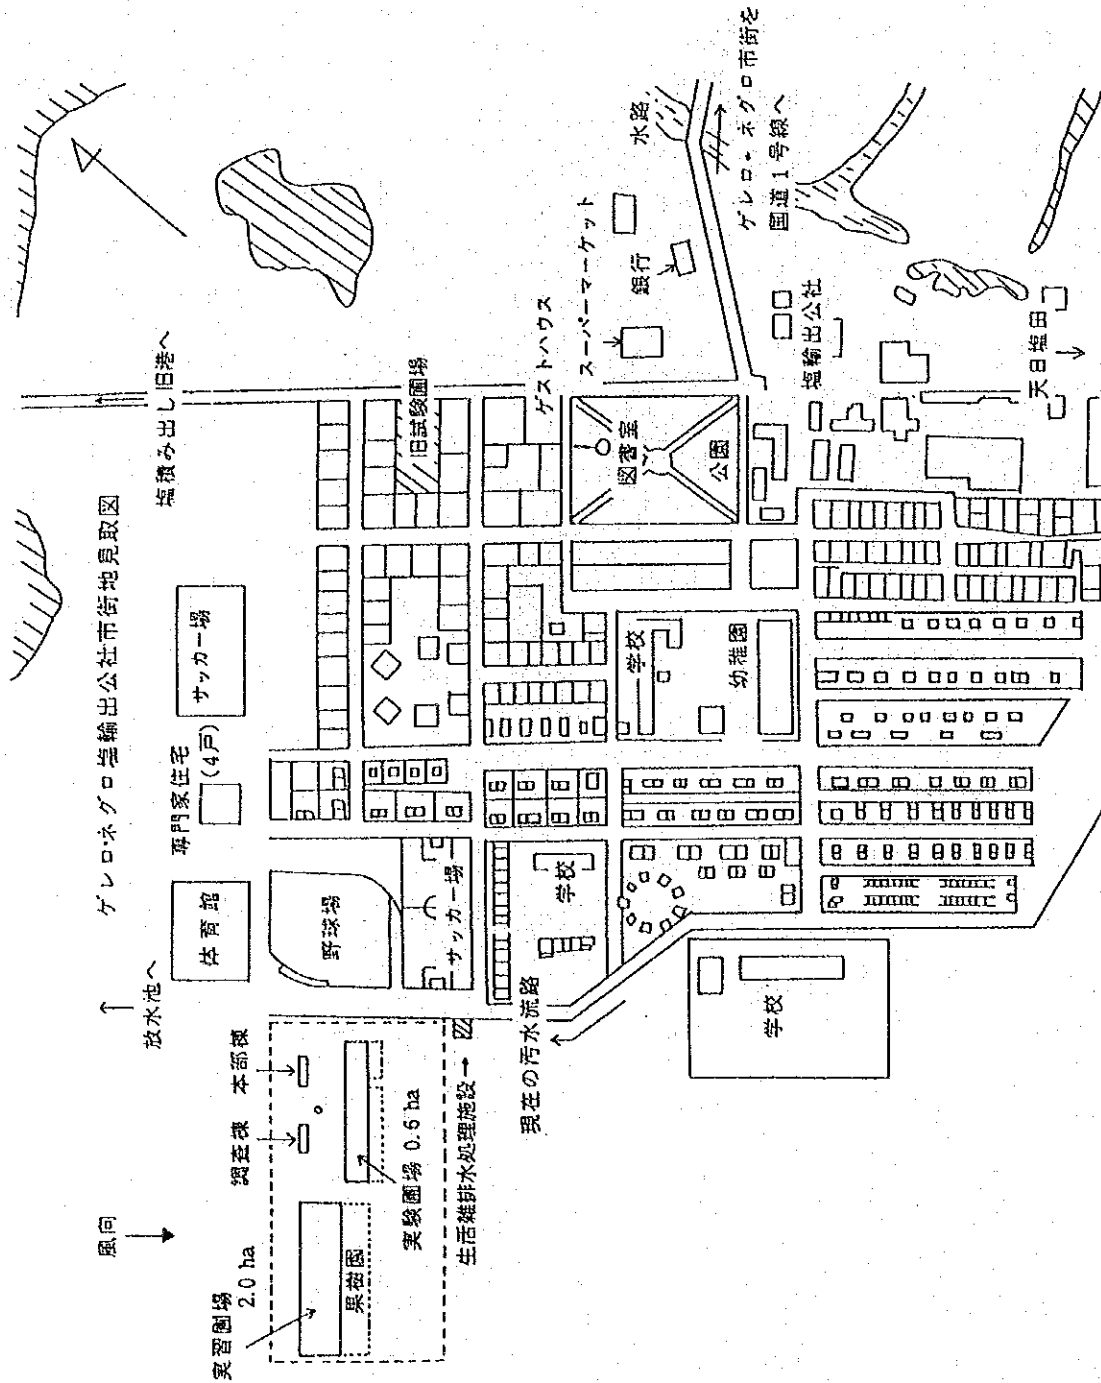 ゲレロ・ネグロ塩輸出公社市街地見取図
風向
放水池へ
塩積み出し旧港へ
実習圃場
2.0 ha
果樹園
調査棟
本部棟
実験圃場 0.6 ha
生活雑排水処理施設
現在の汚水流路
体育館
専門家住宅
(4戸)
サッカー場
野球場
サッカー場
旧試験圃場
ゲストハウス
スーパーマーケット
銀行
水路
ゲレロ・ネグロ市街を
国道1号線へ
図書室
公園
学校
学校
幼稚園
学校
塩輸出公社
天日塩田